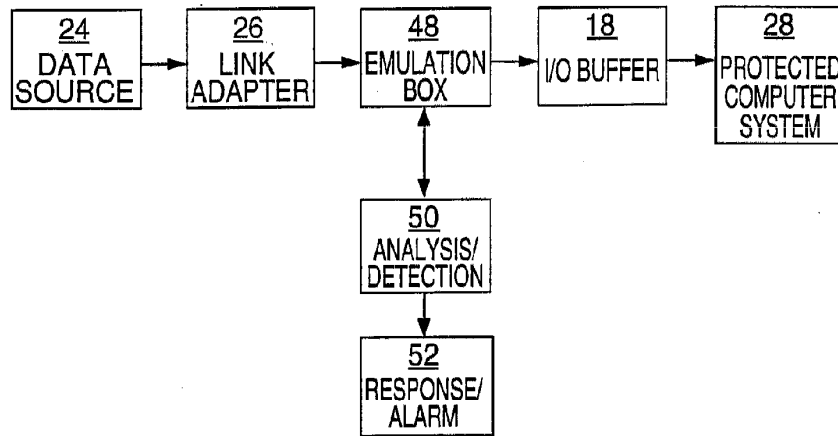 24
DATA
SOURCE
26
LINK
ADAPTER
48
EMULATION
BOX
18
I/O BUFFER
28
PROTECTED
COMPUTER
SYSTEM
50
ANALYSIS/
DETECTION
52
RESPONSE/
ALARM